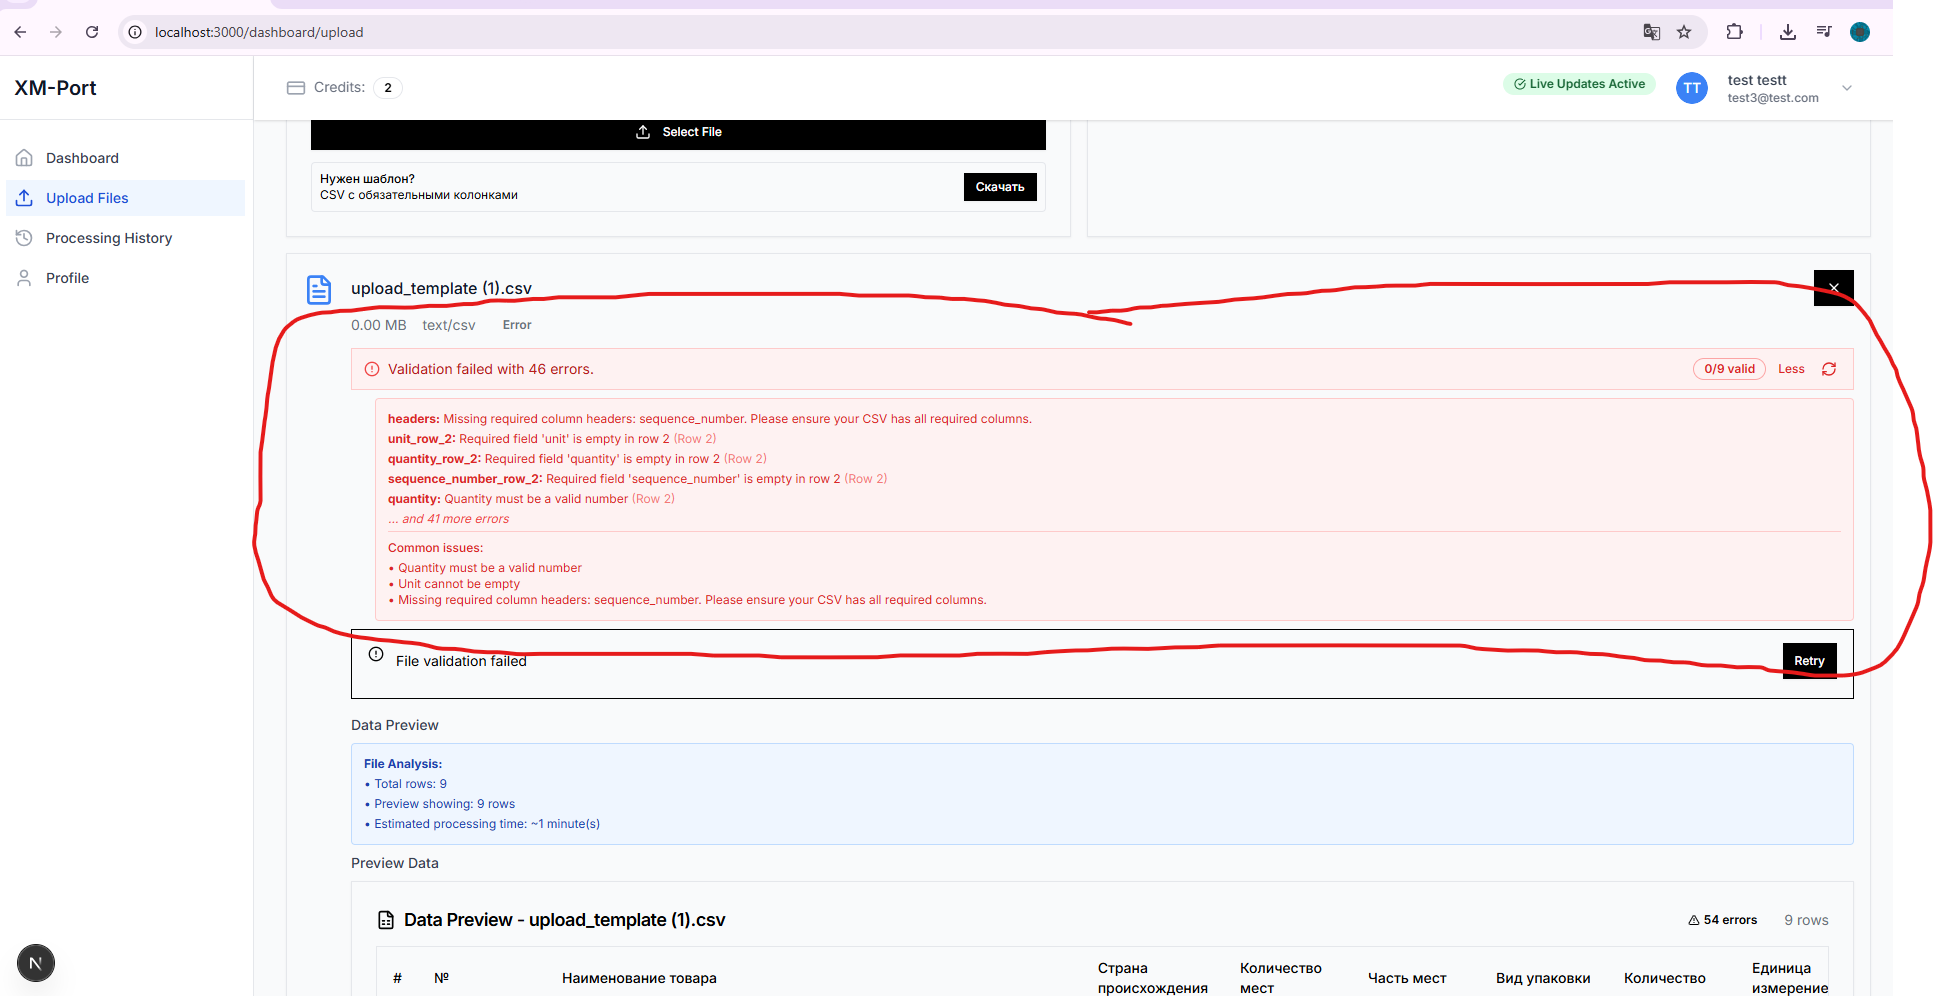 localhost:3000/dashboard/upload
XM-Port
Credits: 2
Live Updates Active
TT
test testt
test3@test.com
Dashboard
Upload Files
Processing History
Profile
Select File
Нужен шаблон?
CSV с обязательными колонками
Скачать
upload_template (1).csv
0.00 MB text/csv Error
Validation failed with 46 errors.
0/9 valid
Less
headers: Missing required column headers: sequence_number. Please ensure your CSV has all required columns.
unit_row_2: Required field 'unit' is empty in row 2 (Row 2)
quantity_row_2: Required field 'quantity' is empty in row 2 (Row 2)
sequence_number_row_2: Required field 'sequence_number' is empty in row 2 (Row 2)
quantity: Quantity must be a valid number (Row 2)
... and 41 more errors
Common issues:
• Quantity must be a valid number
• Unit cannot be empty
• Missing required column headers: sequence_number. Please ensure your CSV has all required columns.
File validation failed
Retry
Data Preview
File Analysis:
• Total rows: 9
• Preview showing: 9 rows
• Estimated processing time: ~1 minute(s)
Preview Data
Data Preview - upload_template (1).csv
54 errors
9 rows
#
№
Наименование товара
Страна
происхождения
Количество
мест
Часть мест
Вид упаковки
Количество
Единица
измерение
N